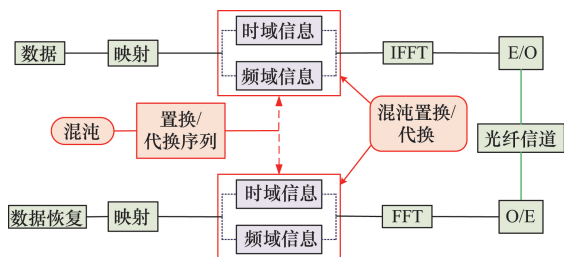 时域信息
数据
映射
频域信息
IFFT
E/O
混沌
置换/
代换序列
混沌置换/
代换
光纤信道
时域信息
数据恢复
映射
频域信息
FFT
O/E